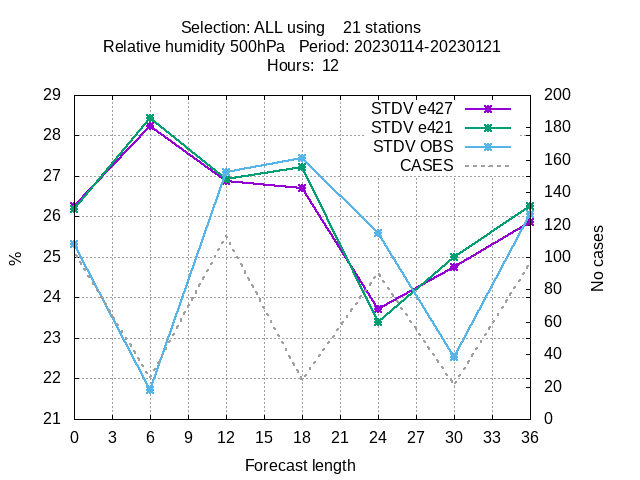 Selection: ALL using    21 stations
Relative humidity 500hPa   Period: 20230114-20230121
Hours:  12
STDV e427
STDV e421
STDV OBS
CASES
29
28
27
26
25
24
23
22
21
%
200
180
160
140
120
100
80
60
40
20
0
No cases
0 3 6 9 12 15 18 21 24 27 30 33 36
Forecast length